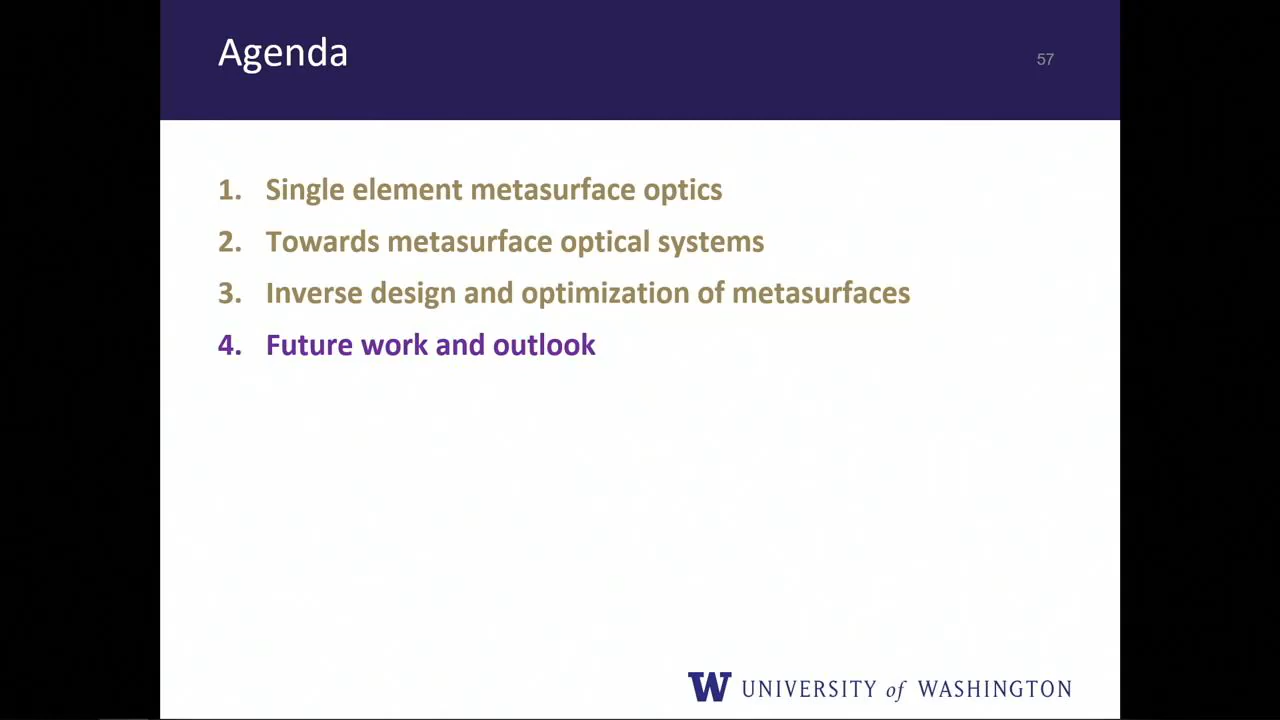 Agenda
57
1. Single element metasurface optics
2. Towards metasurface optical systems
3. Inverse design and optimization of metasurfaces
4. Future work and outlook
W UNIVERSITY of WASHINGTON